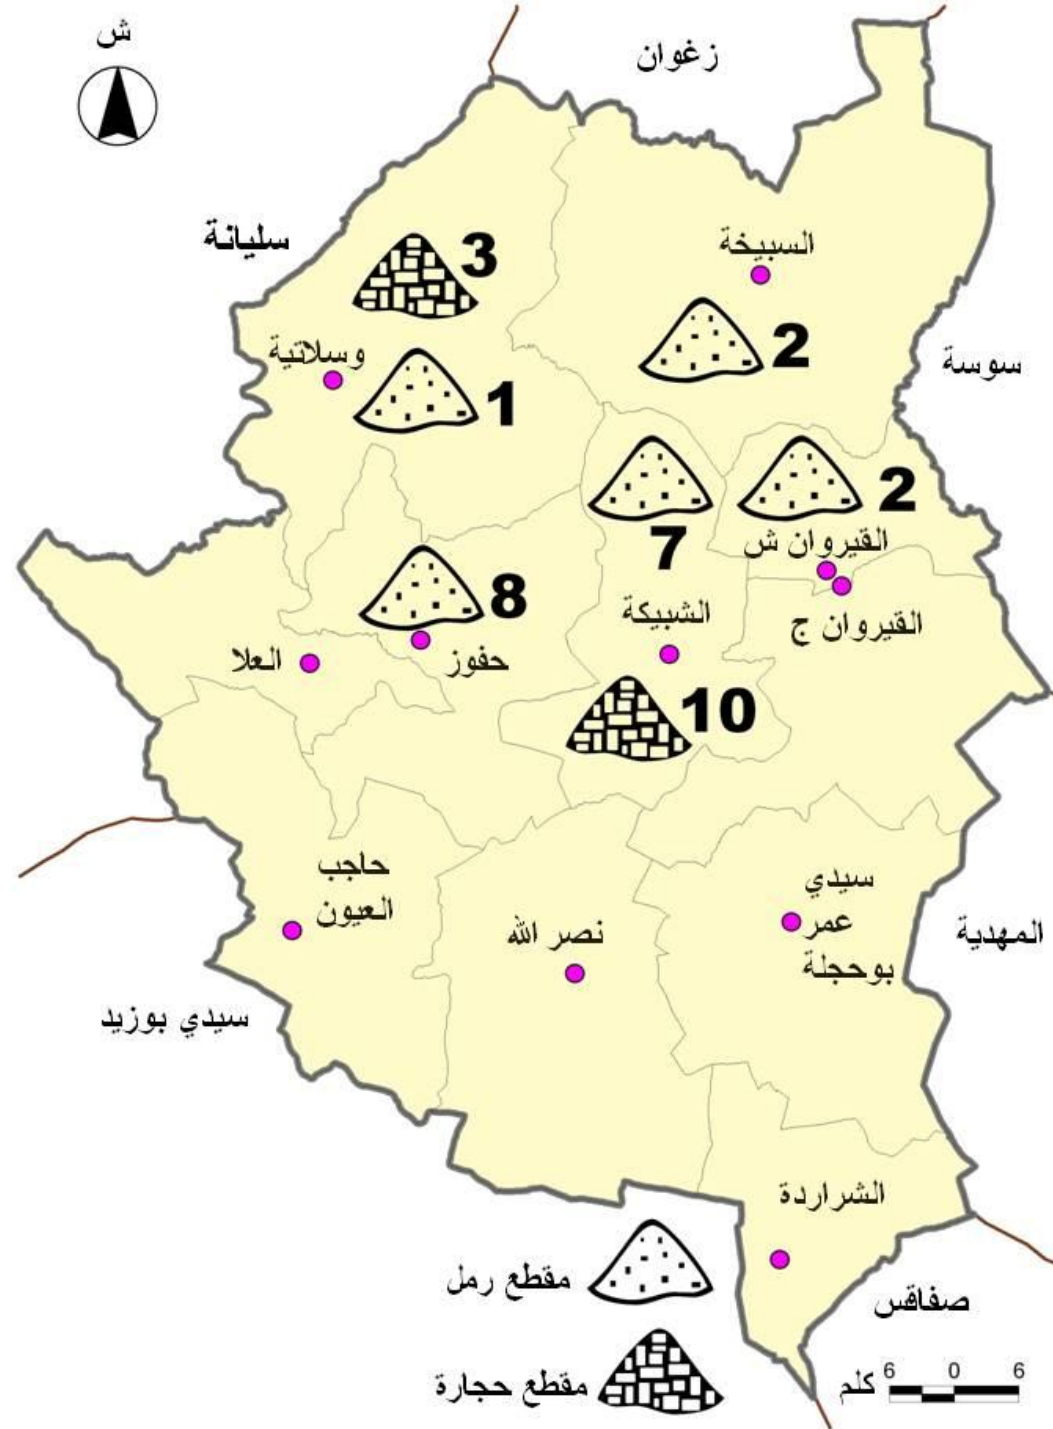 ش
زغوان
سليانة
السبيخة
3
2
وسلاتية
سوسة
1
2
7
القيروان ش
8
الشبيكة
القيروان ج
العلا
حفوز
10
حاجب
العيون
سيدي
عمر
بوحجلة
نصر الله
المهدية
سيدي بوزيد
الشراردة
مقطع رمل
صفاقس
مقطع حجارة
كلم
6 0 6